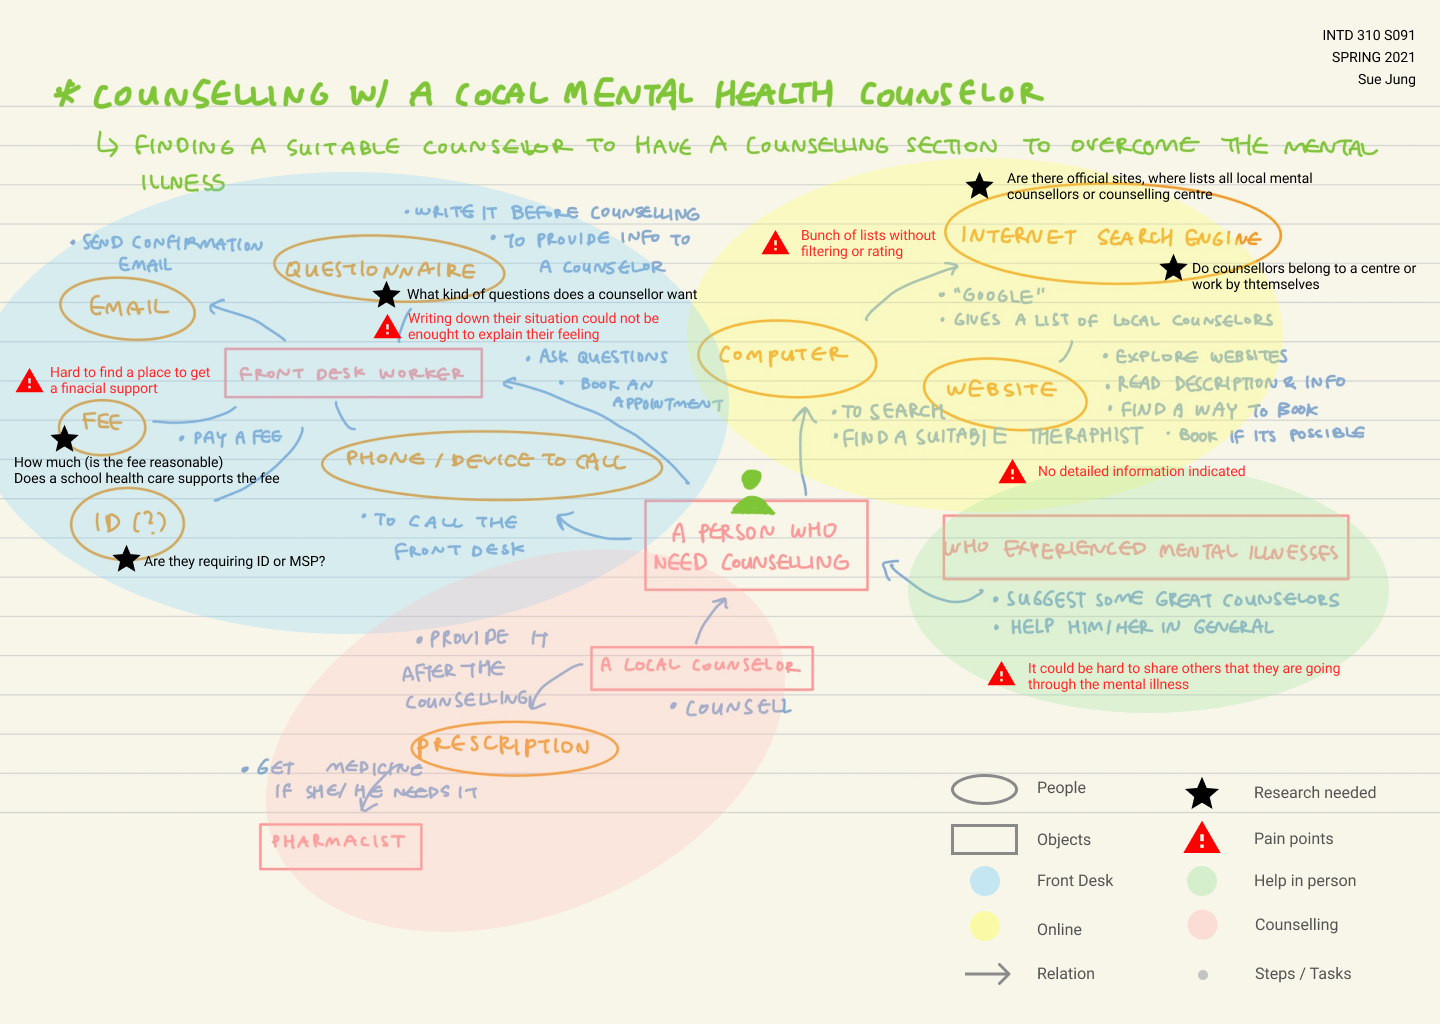 INTD 310 S091
SPRING 2021
Sue Jung
* COUNSELLING W/ A LOCAL MENTAL HEALTH COUNSELOR
↳ FINDING A SUITABLE COUNSELOR TO HAVE A COUNSELLING SECTION TO OVERCOME THE MENTAL
ILLNESS
• WRITE IT BEFORE COUNSELLING
• TO PROVIDE INFO TO
A COUNSELOR
• SEND CONFIRMATION
EMAIL
QUESTIONNAIRE
What kind of questions does a counsellor want
Writing down their situation could not be
enought to explain their feeling
EMAIL
FRONT DESK WORKER
• ASK QUESTIONS
• BOOK AN
APPOINTMENT
Hard to find a place to get
a finacial support
FEE
• PAY A FEE
How much (is the fee reasonable)
Does a school health care supports the fee
PHONE / DEVICE TO CALL
ID (?)
Are they requiring ID or MSP?
• TO CALL THE
FRONT DESK
Are there official sites, where lists all local mental
counsellors or counselling centre
Bunch of lists without
filtering or rating
INTERNET SEARCH ENGINE
Do counsellors belong to a centre or
work by thtemselves
• "GOOGLE"
• GIVES A LIST OF LOCAL COUNSELORS
COMPUTER
• TO SEARCH
• FIND A SUITABLE THERAPHIST
WEBSITE
• EXPLORE WEBSITES
• READ DESCRIPTION & INFO
• FIND A WAY TO BOOK
• BOOK IF ITS POSSIBLE
No detailed information indicated
A PERSON WHO
NEED COUNSELLING
WHO EXPERIENCED MENTAL ILLNESSES
• SUGGEST SOME GREAT COUNSELORS
• HELP HIM/HER IN GENERAL
It could be hard to share others that they are going
through the mental illness
• PROVIDE IT
AFTER THE
COUNSELLING
A LOCAL COUNSELOR
• COUNSELL
PRESCRIPTION
• GET MEDICINE
IF SHE/HE NEEDS IT
PHARMACIST
People
Objects
Front Desk
Online
Relation
Research needed
Pain points
Help in person
Counselling
Steps / Tasks